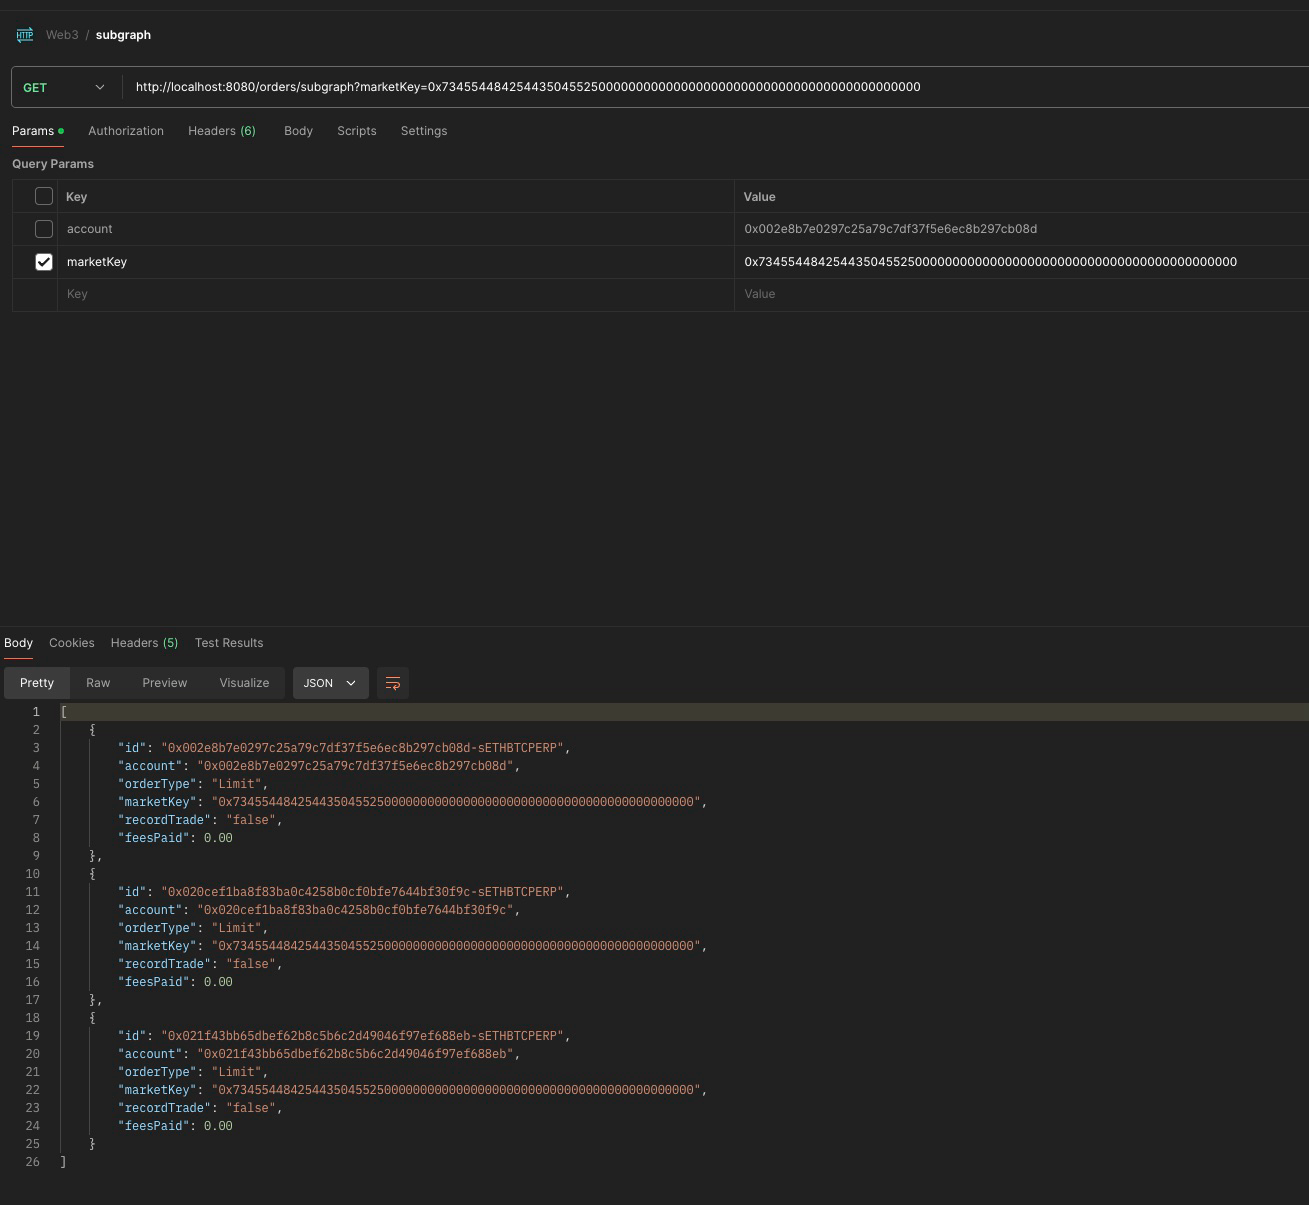 HTTP Web3 / subgraph
GET http://localhost:8080/orders/subgraph?marketKey=0x7345544842544350455250000000000000000000000000000000000000000000
Params Authorization Headers (6) Body Scripts Settings
Query Params
Key Value
account 0x002e8b7e0297c25a79c7df37f5e6ec8b297cb08d
marketKey 0x7345544842544350455250000000000000000000000000000000000000000000
Key Value
Body Cookies Headers (5) Test Results
Pretty Raw Preview Visualize JSON
1 [
2 {
3 "id": "0x002e8b7e0297c25a79c7df37f5e6ec8b297cb08d-sETHBTCPERP",
4 "account": "0x002e8b7e0297c25a79c7df37f5e6ec8b297cb08d",
5 "orderType": "Limit",
6 "marketKey": "0x7345544842544350455250000000000000000000000000000000000000000000",
7 "recordTrade": "false",
8 "feesPaid": 0.00
9 },
10 {
11 "id": "0x020cef1ba8f83ba0c4258b0cf0bfe7644bf30f9c-sETHBTCPERP",
12 "account": "0x020cef1ba8f83ba0c4258b0cf0bfe7644bf30f9c",
13 "orderType": "Limit",
14 "marketKey": "0x7345544842544350455250000000000000000000000000000000000000000000",
15 "recordTrade": "false",
16 "feesPaid": 0.00
17 },
18 {
19 "id": "0x021f43bb65dbef62b8c5b6c2d49046f97ef688eb-sETHBTCPERP",
20 "account": "0x021f43bb65dbef62b8c5b6c2d49046f97ef688eb",
21 "orderType": "Limit",
22 "marketKey": "0x7345544842544350455250000000000000000000000000000000000000000000",
23 "recordTrade": "false",
24 "feesPaid": 0.00
25 }
26 ]